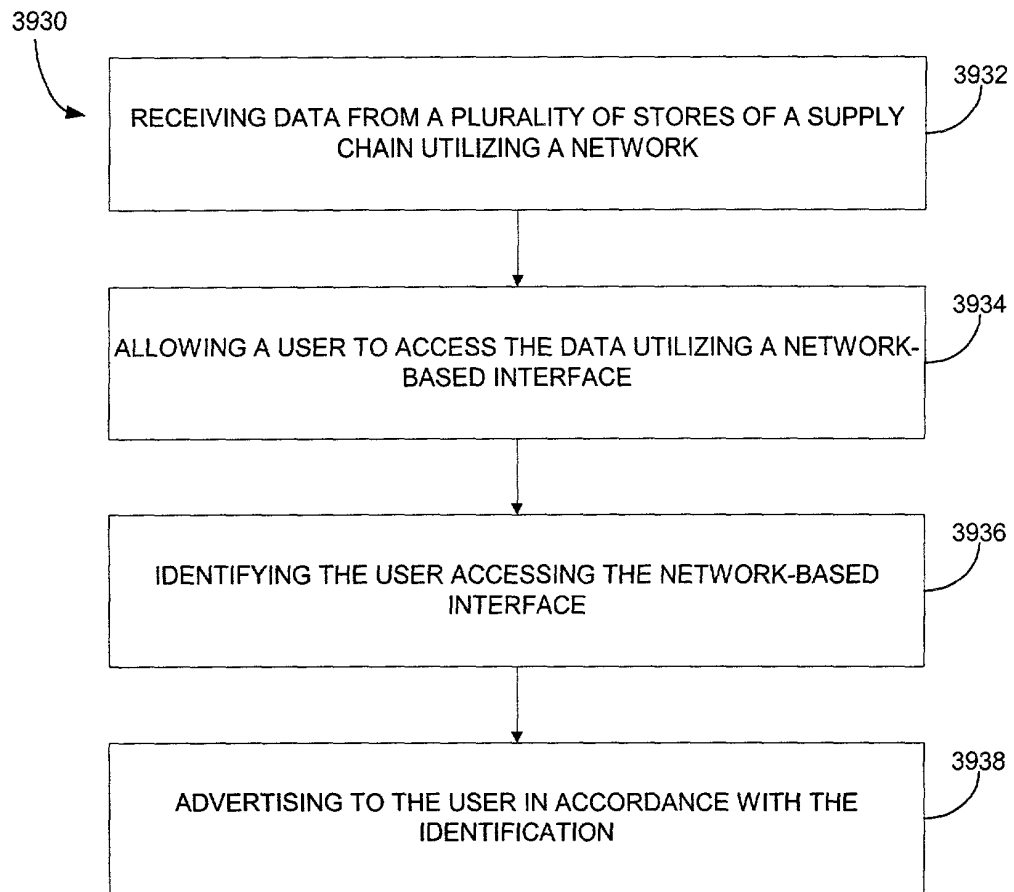 3930
3932
RECEIVING DATA FROM A PLURALITY OF STORES OF A SUPPLY
CHAIN UTILIZING A NETWORK
3934
ALLOWING A USER TO ACCESS THE DATA UTILIZING A NETWORK-
BASED INTERFACE
3936
IDENTIFYING THE USER ACCESSING THE NETWORK-BASED
INTERFACE
3938
ADVERTISING TO THE USER IN ACCORDANCE WITH THE
IDENTIFICATION